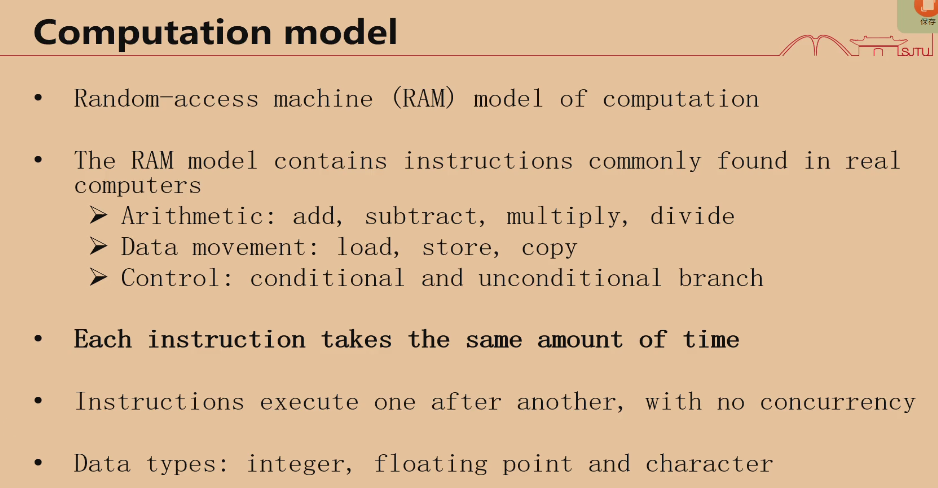 Computation model
保存
SJTU
• Random-access machine (RAM) model of computation
• The RAM model contains instructions commonly found in real
computers
➢ Arithmetic: add, subtract, multiply, divide
➢ Data movement: load, store, copy
➢ Control: conditional and unconditional branch
• Each instruction takes the same amount of time
• Instructions execute one after another, with no concurrency
• Data types: integer, floating point and character